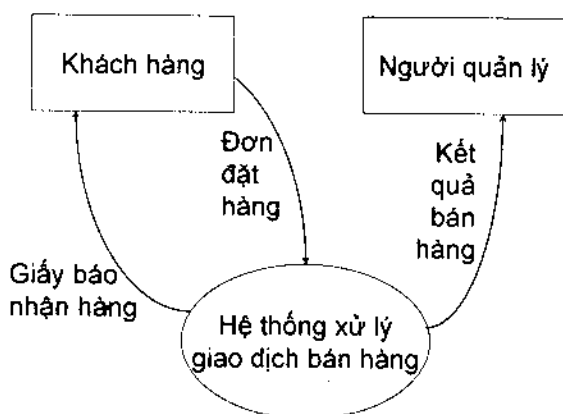 Khách hàng
Người quản lý
Đơn
đặt
hàng
Kết
quả
bán
hàng
Giấy báo
nhận hàng
Hệ thống xử lý
giao dịch bán hàng